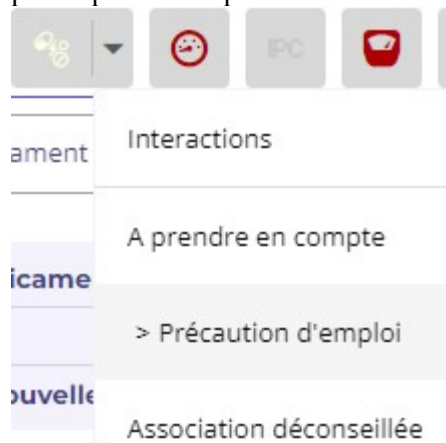 IPC
ament
Interactions
A prendre en compte
icame
> Précaution d'emploi
ouvelle
Association déconseillée